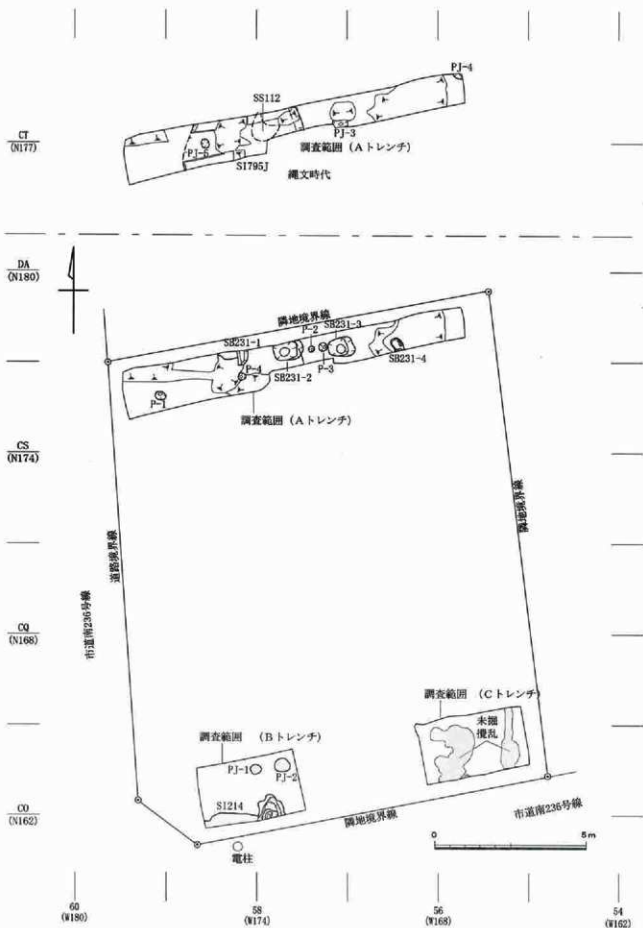 PJ-4
SS112
CT
(N177)
PJ-3
PJ-5
調査範囲 (Aトレンチ)
SI795J
縄文時代
DA
(N180)
隣地境界線
P-2
SB231-3
SB231-1
P-4
P-3
SB231-4
SB231-2
P-1
調査範囲 (Aトレンチ)
CS
(N174)
道路境界線
隣地境界線
市道南236号線
CQ
(N168)
調査範囲 (Cトレンチ)
未掘
攪乱
調査範囲 (Bトレンチ)
PJ-1
PJ-2
SI214
CO
(N162)
隣地境界線
市道南236号線
電柱
0
5m
60
(W180)
58
(W174)
56
(W168)
54
(W162)